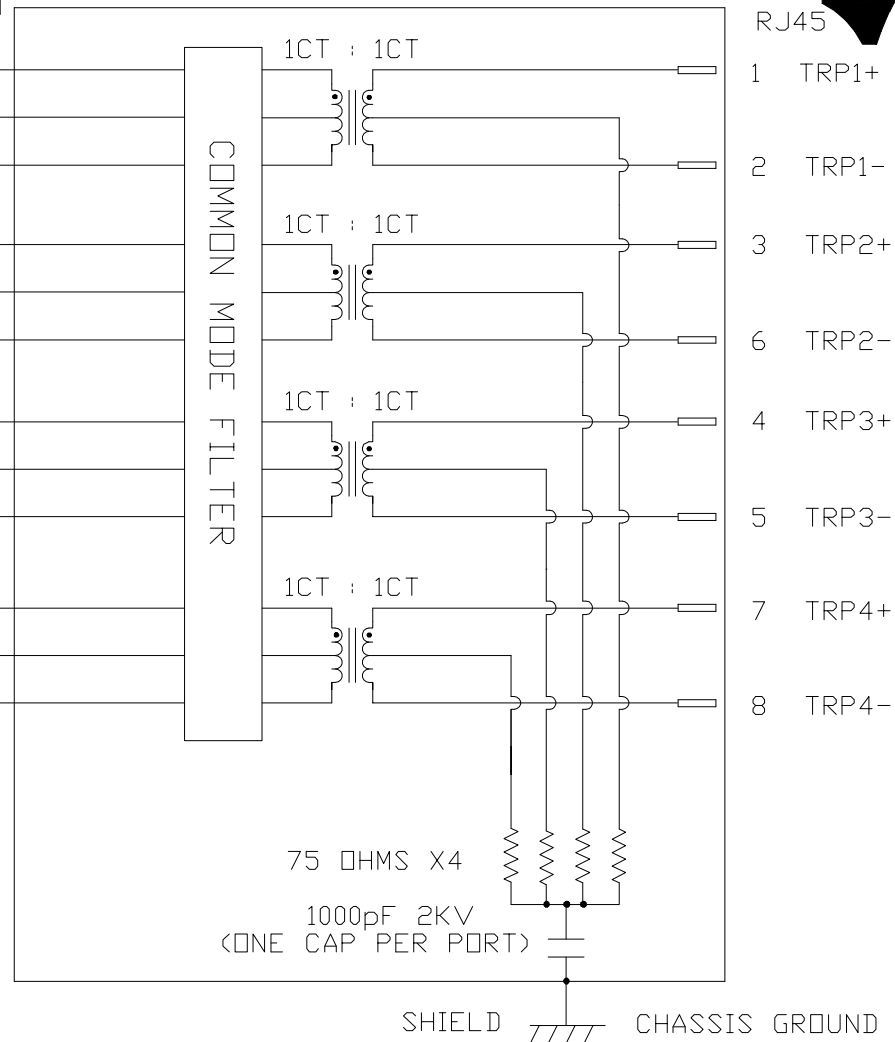 RJ45
1CT : 1CT
1 TRP1+
2 TRP1-
1CT : 1CT
3 TRP2+
6 TRP2-
COMMON MODE FILTER
1CT : 1CT
4 TRP3+
5 TRP3-
1CT : 1CT
7 TRP4+
8 TRP4-
75 OHMS X4
1000pF 2KV
(ONE CAP PER PORT)
SHIELD
CHASSIS GROUND